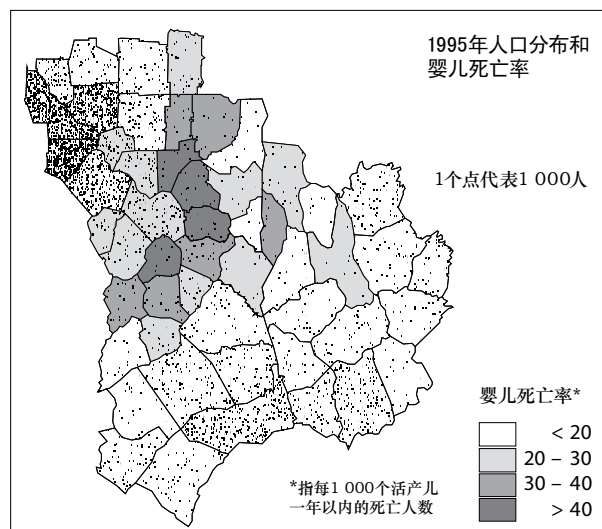 1995年人口分布和
婴儿死亡率
1个点代表1 000人
婴儿死亡率*
< 20
20 – 30
30 – 40
> 40
*指每1 000个活产儿
一年以内的死亡人数